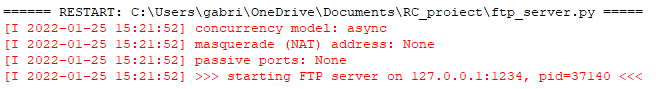 ====== RESTART: C:\Users\gabri\OneDrive\Documents\RC_proiect\ftp_server.py =====
[I 2022-01-25 15:21:52] concurrency model: async
[I 2022-01-25 15:21:52] masquerade (NAT) address: None
[I 2022-01-25 15:21:52] passive ports: None
[I 2022-01-25 15:21:52] >>> starting FTP server on 127.0.0.1:1234, pid=37140 <<<